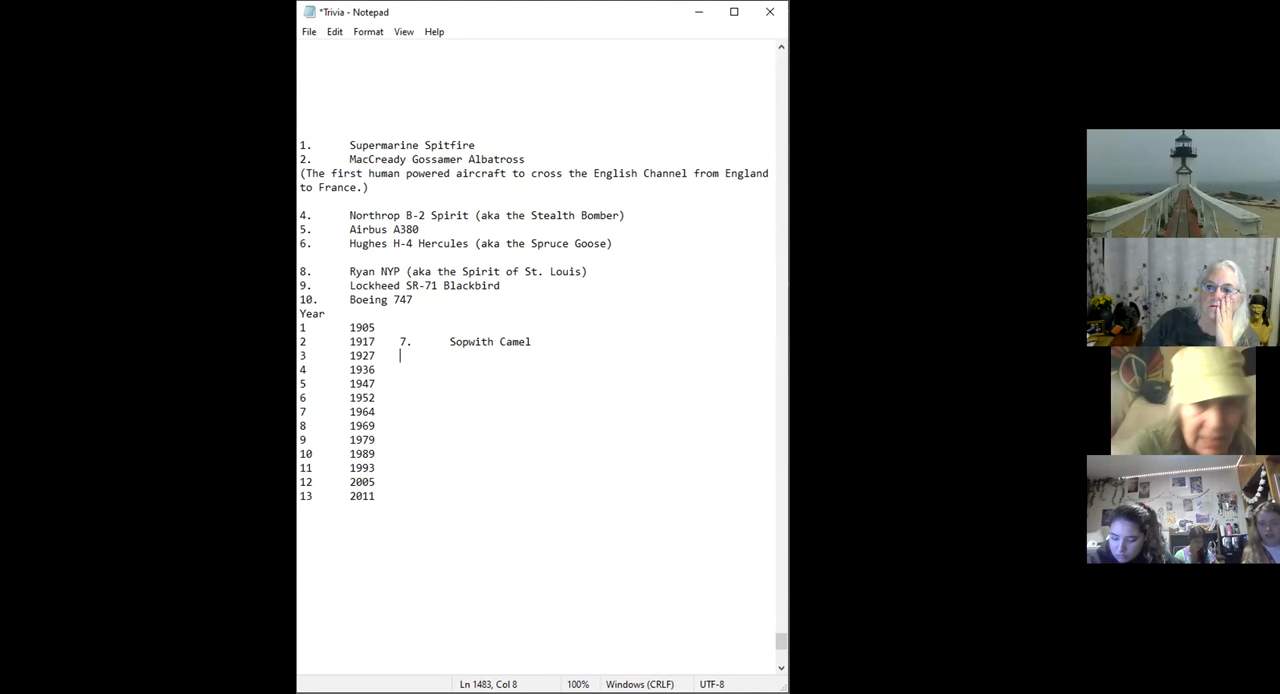 *Trivia - Notepad
File Edit Format View Help
1. Supermarine Spitfire
2. MacCready Gossamer Albatross
(The first human powered aircraft to cross the English Channel from England
to France.)
4. Northrop B-2 Spirit (aka the Stealth Bomber)
5. Airbus A380
6. Hughes H-4 Hercules (aka the Spruce Goose)
8. Ryan NYP (aka the Spirit of St. Louis)
9. Lockheed SR-71 Blackbird
10. Boeing 747
Year
1 1905
2 1917 7. Sopwith Camel
3 1927
4 1936
5 1947
6 1952
7 1964
8 1969
9 1979
10 1989
11 1993
12 2005
13 2011
Ln 1483, Col 8 100% Windows (CRLF) UTF-8